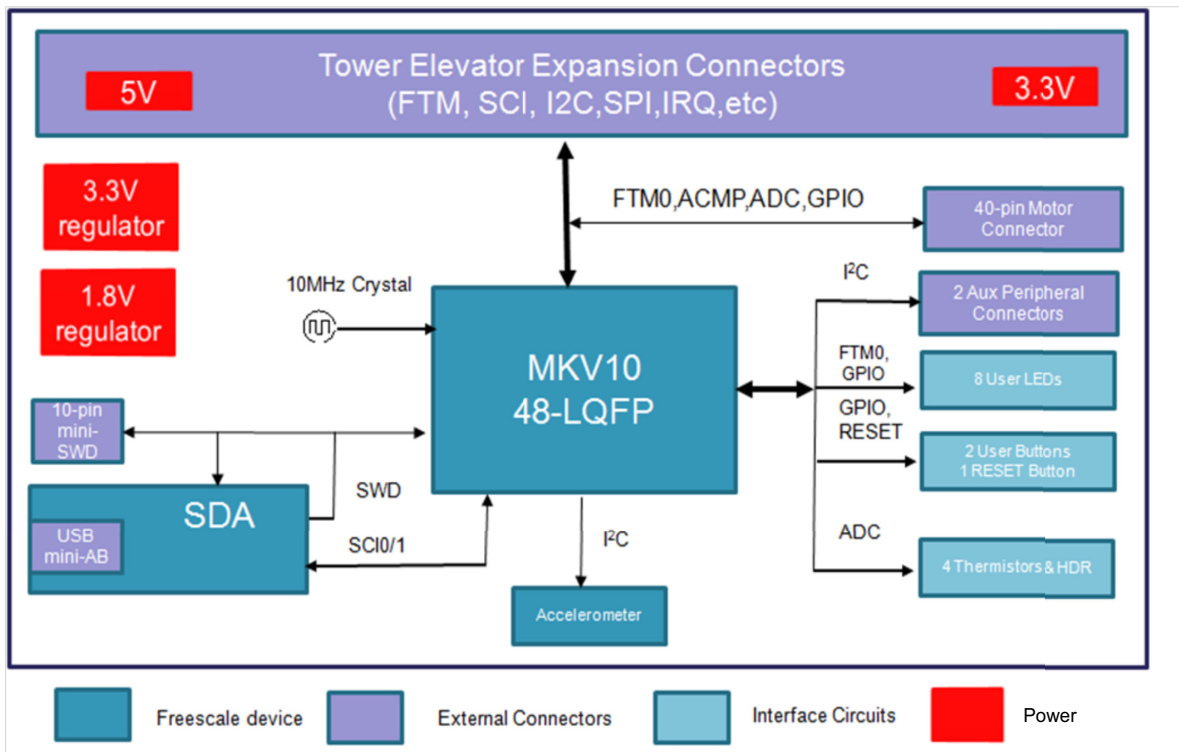 Tower Elevator Expansion Connectors
(FTM, SCI, I2C,SPI,IRQ,etc)
5V
3.3V
3.3V
regulator
1.8V
regulator
FTM0,ACMP,ADC,GPIO
40-pin Motor
Connector
10MHz Crystal
I²C
2 Aux Peripheral
Connectors
MKV10
48-LQFP
FTM0,
GPIO
8 User LEDs
GPIO,
RESET
2 User Buttons
1 RESET Button
10-pin
mini-
SWD
SWD
SDA
USB
mini-AB
SCI0/1
I²C
ADC
4 Thermistors & HDR
Accelerometer
Freescale device
External Connectors
Interface Circuits
Power